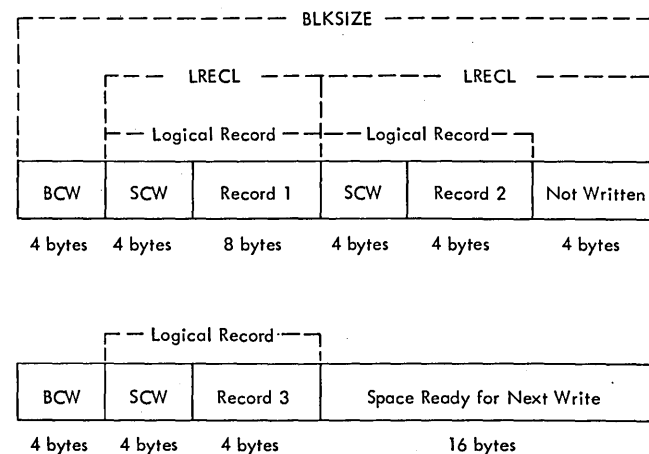 BLKSIZE
LRECL LRECL
Logical Record Logical Record
BCW SCW Record 1 SCW Record 2 Not Written
4 bytes 4 bytes 8 bytes 4 bytes 4 bytes 4 bytes
Logical Record
BCW SCW Record 3 Space Ready for Next Write
4 bytes 4 bytes 4 bytes 16 bytes